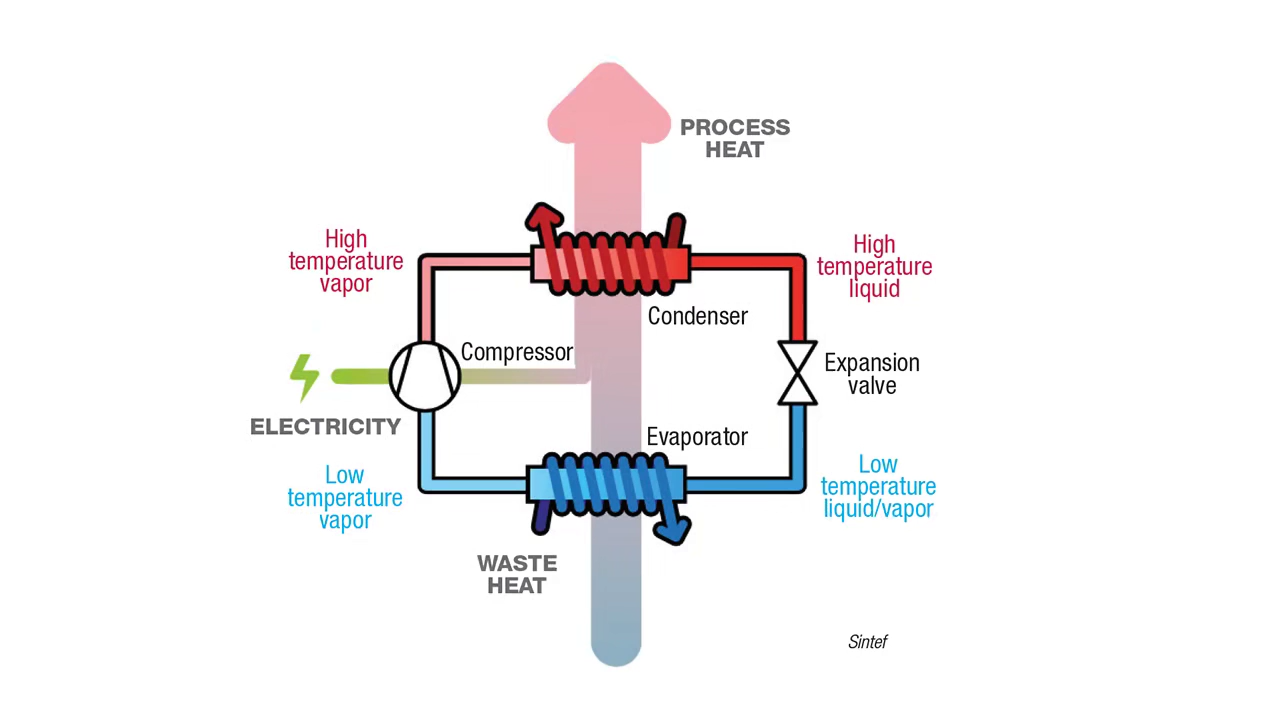 PROCESS
HEAT
High
temperature
vapor
High
temperature
liquid
Condenser
Compressor
Expansion
valve
ELECTRICITY
Evaporator
Low
temperature
vapor
Low
temperature
liquid/vapor
WASTE
HEAT
Sintef